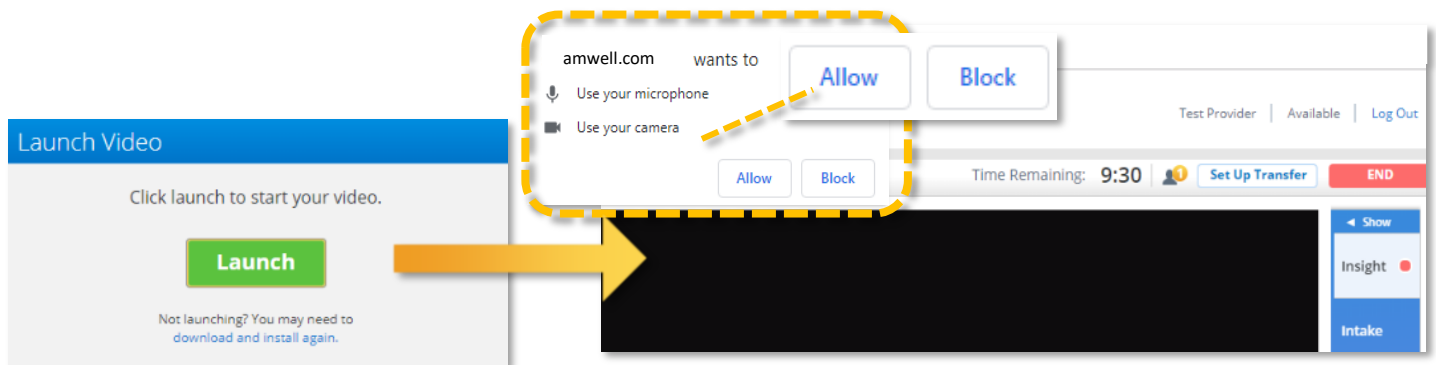 Launch Video
Click launch to start your video.
Launch
Not launching? You may need to
download and install again.
amwell.com wants to
Use your microphone
Use your camera
Allow Block
Allow Block
Test Provider | Available | Log Out
Time Remaining: 9:30 1 Set Up Transfer END
◄ Show
Insight
Intake